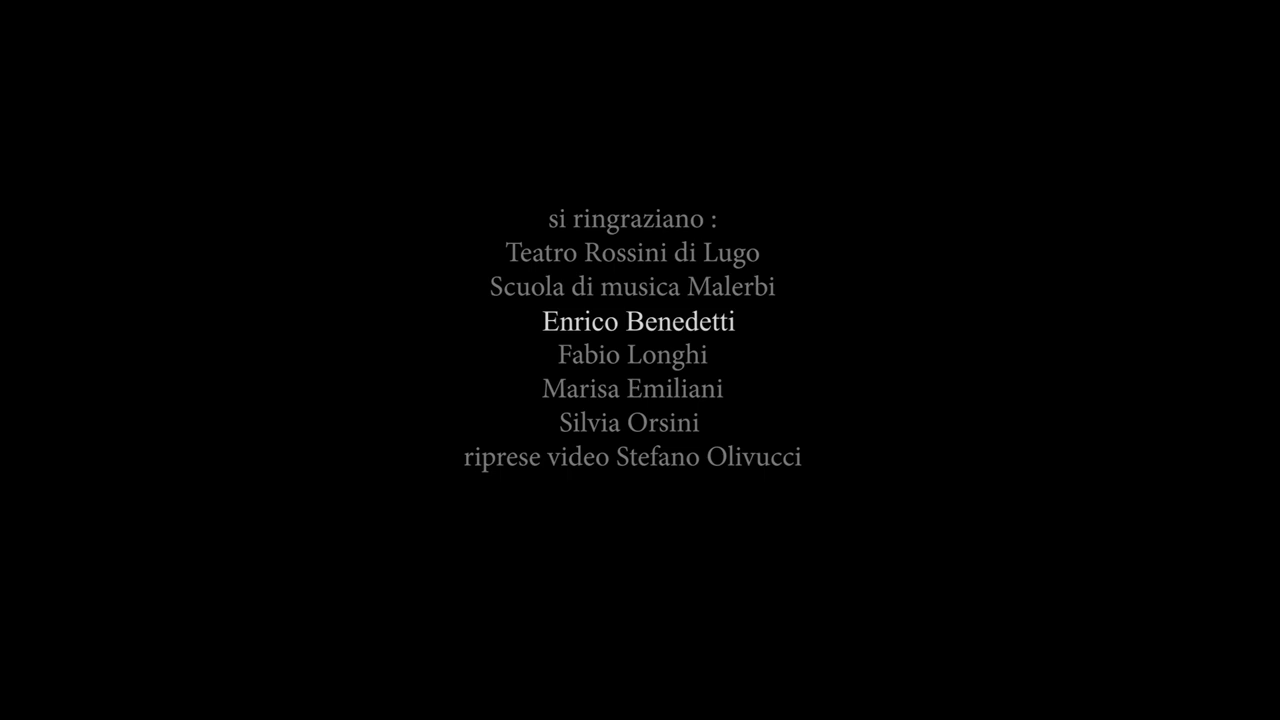 si ringraziano :
Teatro Rossini di Lugo
Scuola di musica Malerbi
Enrico Benedetti
Fabio Longhi
Marisa Emiliani
Silvia Orsini
riprese video Stefano Olivucci